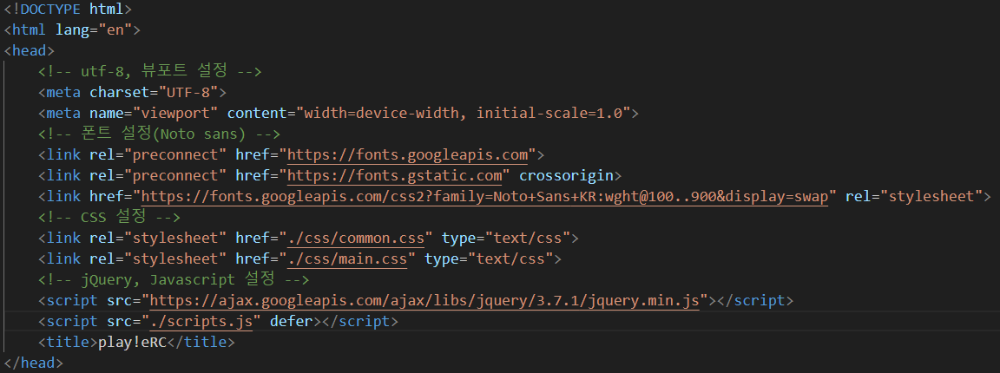 <!DOCTYPE html>
<html lang="en">
<head>
    <!-- utf-8, 뷰포트 설정 -->
    <meta charset="UTF-8">
    <meta name="viewport" content="width=device-width, initial-scale=1.0">
    <!-- 폰트 설정(Noto sans) -->
    <link rel="preconnect" href="https://fonts.googleapis.com">
    <link rel="preconnect" href="https://fonts.gstatic.com" crossorigin>
    <link href="https://fonts.googleapis.com/css2?family=Noto+Sans+KR:wght@100..900&display=swap" rel="stylesheet">
    <!-- CSS 설정 -->
    <link rel="stylesheet" href="./css/common.css" type="text/css">
    <link rel="stylesheet" href="./css/main.css" type="text/css">
    <!-- jQuery, Javascript 설정 -->
    <script src="https://ajax.googleapis.com/ajax/libs/jquery/3.7.1/jquery.min.js"></script>
    <script src="./scripts.js" defer></script>
    <title>play!eRC</title>
</head>